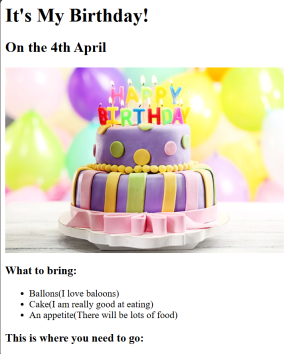 It's My Birthday!
On the 4th April
HAPPY
BIRTHDAY
What to bring:
Ballons(I love baloons)
Cake(I am really good at eating)
An appetite(There will be lots of food)
This is where you need to go: